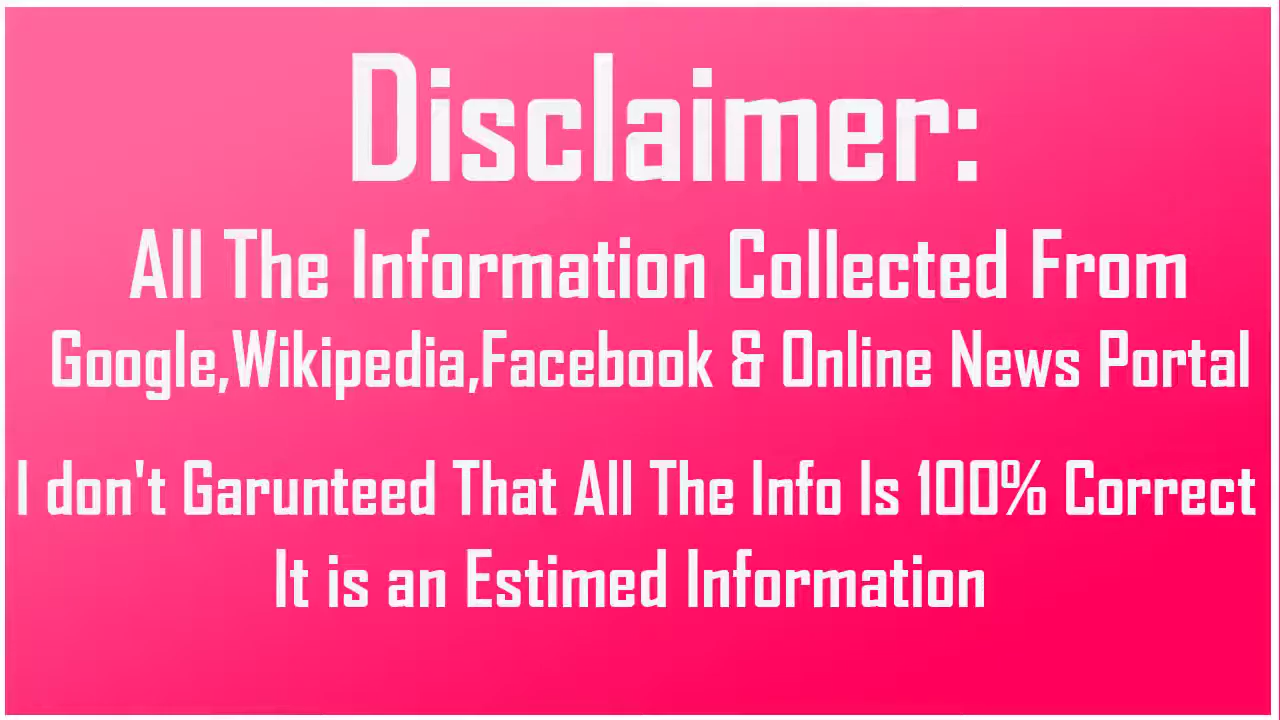 Disclaimer:
All The Information Collected From
Google,Wikipedia,Facebook & Online News Portal
I don't Garunteed That All The Info Is 100% Correct
It is an Estimed Information